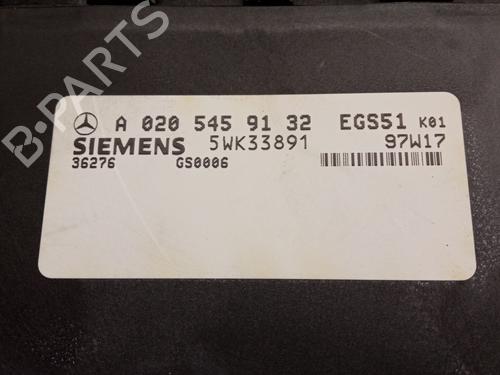 B-PARTS
A 020 545 91 32 EGS51 K01
SIEMENS 5WK33891 97W17
36276 GS0006